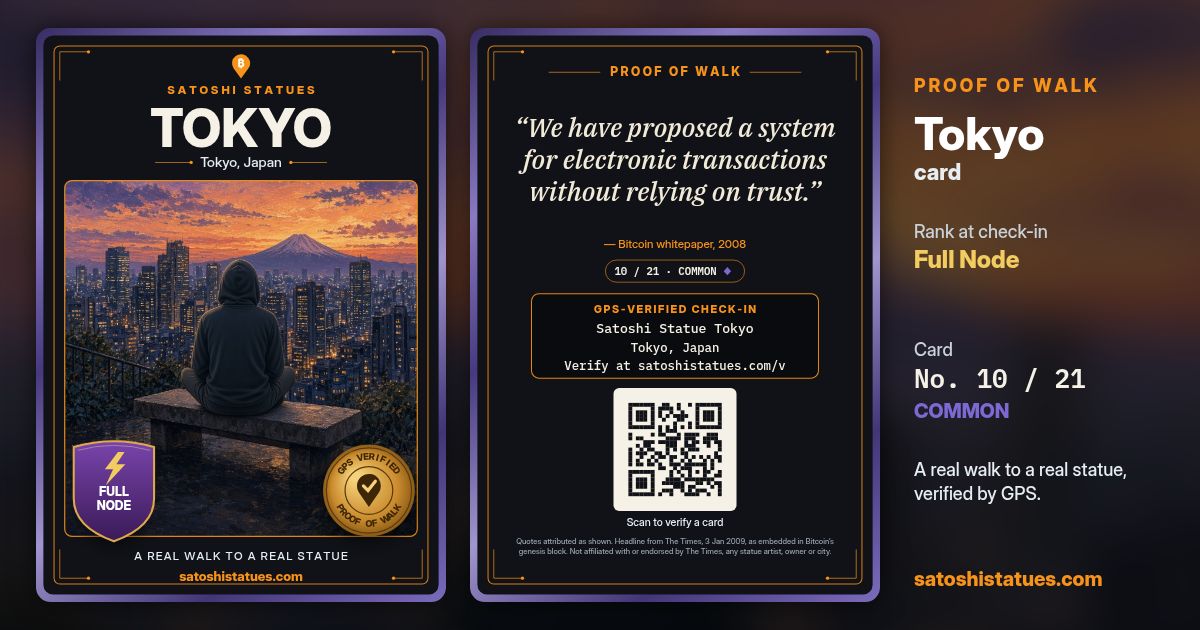 SATOSHI STATUES
TOKYO
Tokyo, Japan
FULL
NODE
GPS VERIFIED
PROOF OF WALK
A REAL WALK TO A REAL STATUE
satoshistatues.com
PROOF OF WALK
“We have proposed a system
for electronic transactions
without relying on trust.”
— Bitcoin whitepaper, 2008
10 / 21 · COMMON
GPS-VERIFIED CHECK-IN
Satoshi Statue Tokyo
Tokyo, Japan
Verify at satoshistatues.com/v
Scan to verify a card
Quotes attributed as shown. Headline from The Times, 3 Jan 2009, as embedded in Bitcoin's
genesis block. Not affiliated with or endorsed by The Times, any statue artist, owner or city.
PROOF OF WALK
Tokyo
card
Rank at check-in
Full Node
Card
No. 10 / 21
COMMON
A real walk to a real statue,
verified by GPS.
satoshistatues.com